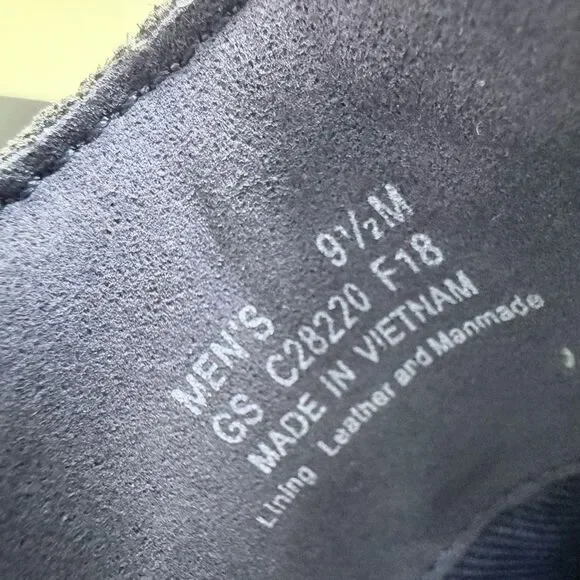 MEN'S 9½M
GS C28220 F18
MADE IN VIETNAM
Lining Leather and Manmade